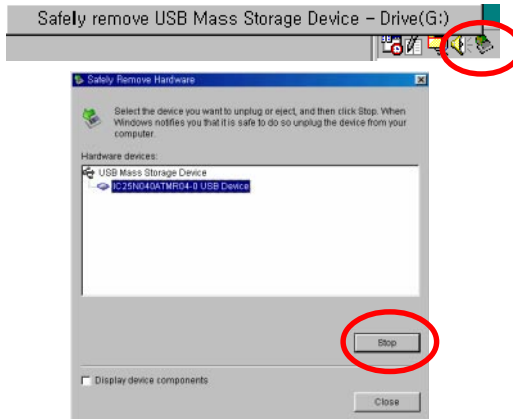 Safely remove USB Mass Storage Device - Drive(G:)
Safely Remove Hardware
Select the device you want to unplug or eject, and then click Stop. When
Windows notifies you that it is safe to do so unplug the device from your
computer.
Hardware devices:
USB Mass Storage Device
IC25N040ATMR04-0 USB Device
Stop
Display device components
Close